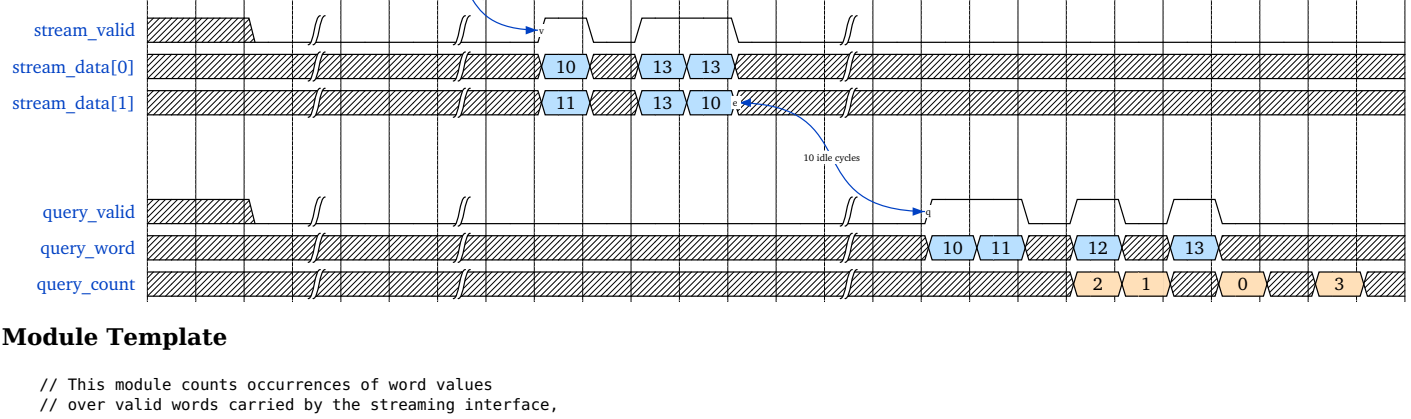 stream_valid v
stream_data[0] 10 13 13
stream_data[1] 11 13 10 e
10 idle cycles
query_valid q
query_word 10 11 12 13
query_count 2 1 0 3
Module Template
// This module counts occurrences of word values
// over valid words carried by the streaming interface,